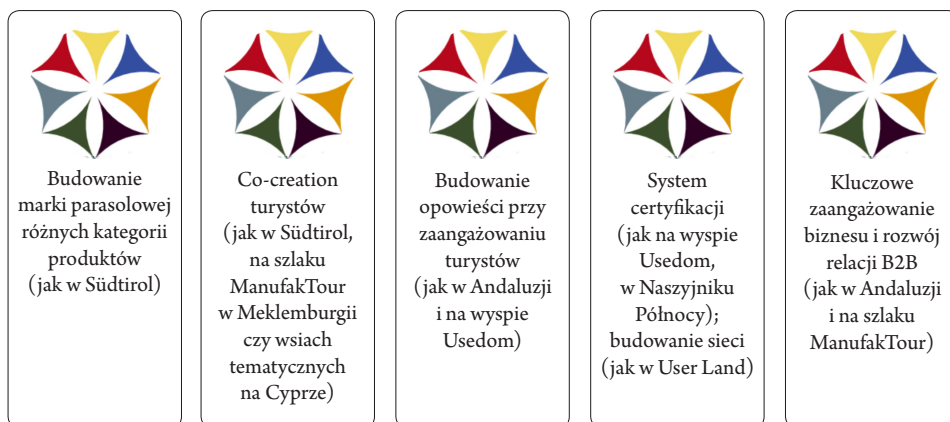 Budowanie
marki parasolowej
różnych kategorii
produktów
(jak w Südtirol)
Co-creation
turystów
(jak w Südtirol,
na szlaku
ManufakTour
w Meklemburgii
czy wsiach
tematycznych
na Cyprze)
Budowanie
opowieści przy
zaangażowaniu
turystów
(jak w Andaluzji
i na wyspie
Usedom)
System
certyfikacji
(jak na wyspie
Usedom,
w Naszyjniku
Północy);
budowanie sieci
(jak w User Land)
Kluczowe
zaangażowanie
biznesu i rozwój
relacji B2B
(jak w Andaluzji
i na szlaku
ManufakTour)